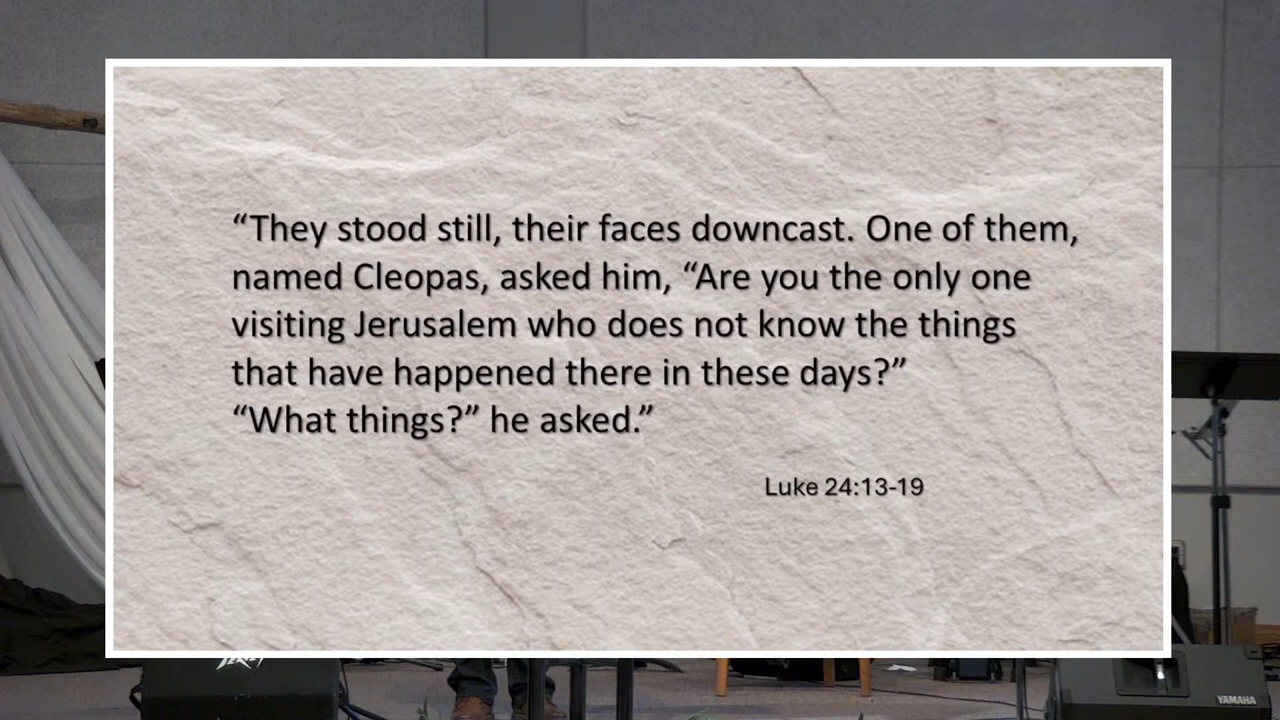 “They stood still, their faces downcast. One of them,
named Cleopas, asked him, “Are you the only one
visiting Jerusalem who does not know the things
that have happened there in these days?”
“What things?” he asked.”
Luke 24:13-19
YAMAHA